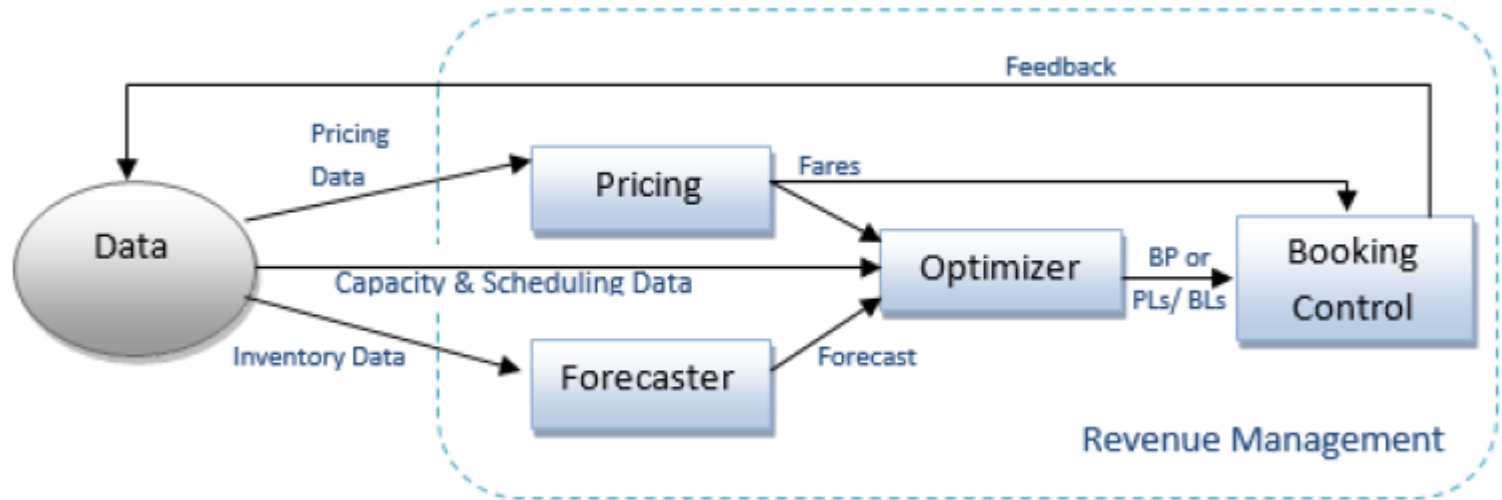 Feedback
Pricing
Data
Pricing
Fares
Data
Capacity & Scheduling Data
Optimizer
BP or
PLs/ BLs
Booking
Control
Inventory Data
Forecaster
Forecast
Revenue Management